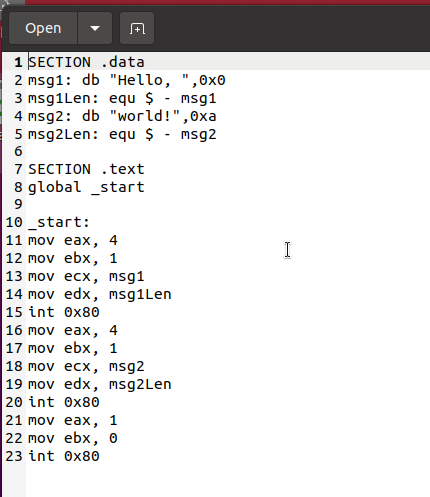 Open
1 SECTION .data
2 msg1: db "Hello, ",0x0
3 msg1Len: equ $ - msg1
4 msg2: db "world!",0xa
5 msg2Len: equ $ - msg2
6
7 SECTION .text
8 global _start
9
10 _start:
11 mov eax, 4
12 mov ebx, 1
13 mov ecx, msg1
14 mov edx, msg1Len
15 int 0x80
16 mov eax, 4
17 mov ebx, 1
18 mov ecx, msg2
19 mov edx, msg2Len
20 int 0x80
21 mov eax, 1
22 mov ebx, 0
23 int 0x80